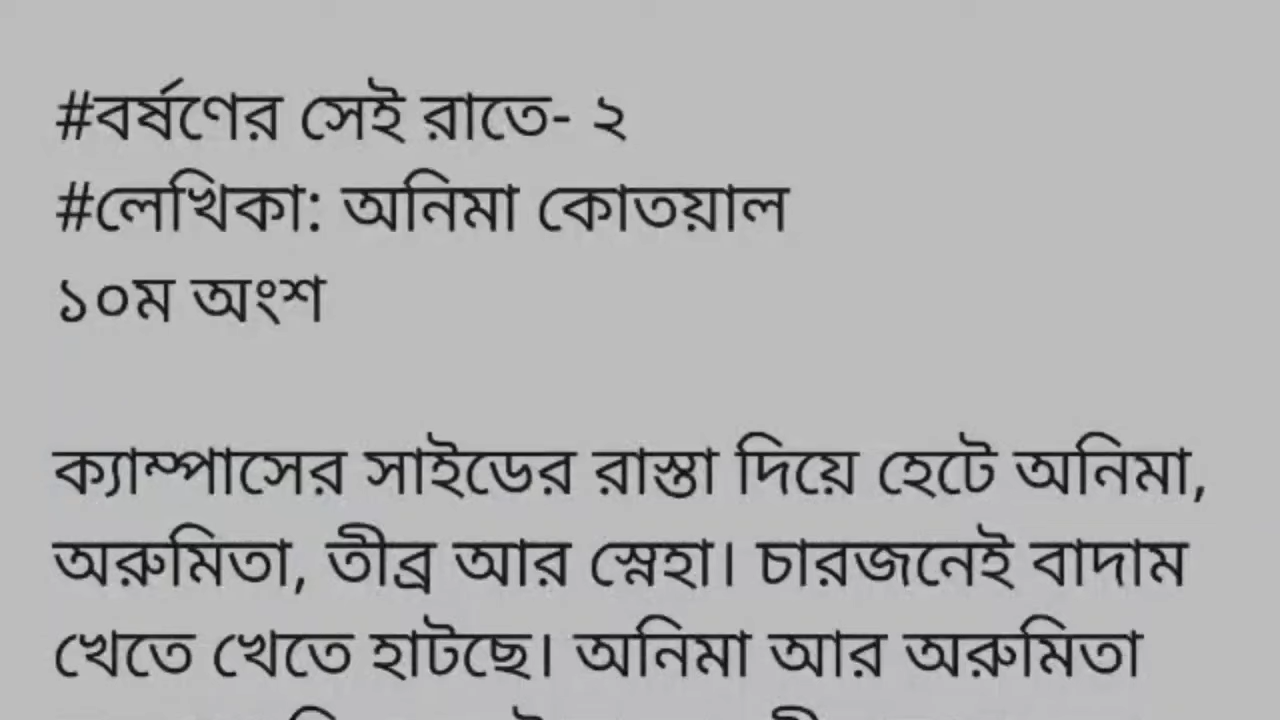 #বর্ষণের সেই রাতে- ২
#লেখিকা: অনিমা কোতয়াল
১০ম অংশ
ক্যাম্পাসের সাইডের রাস্তা দিয়ে হেটে অনিমা,
অরুমিতা, তীব্র আর স্নেহা। চারজনেই বাদাম
খেতে খেতে হাটছে। অনিমা আর অরুমিতা